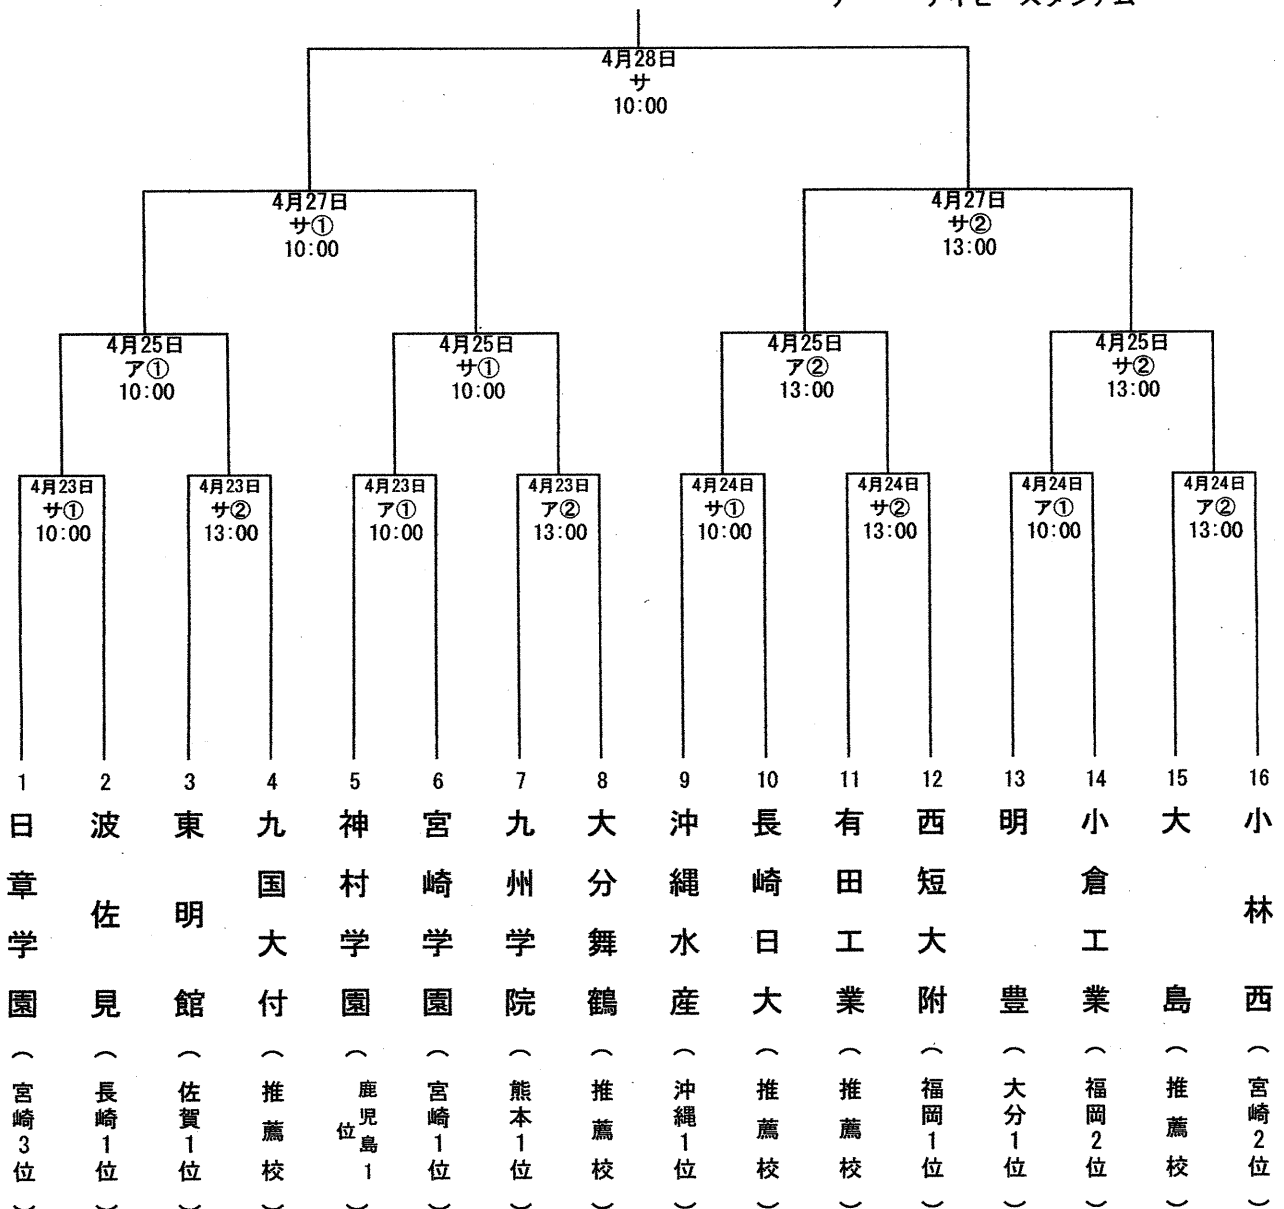 4月28日
サ
10:00
4月27日
サ①
10:00
4月27日
サ②
13:00
4月25日
ア①
10:00
4月25日
サ①
10:00
4月25日
ア②
13:00
4月25日
サ②
13:00
4月23日
サ①
10:00
4月23日
サ②
13:00
4月23日
ア①
10:00
4月23日
ア②
13:00
4月24日
サ①
10:00
4月24日
サ②
13:00
4月24日
ア①
10:00
4月24日
ア②
13:00
1
日章学園
(宮崎3位)
2
波佐見
(長崎1位)
3
東明館
(佐賀1位)
4
九国大付
(推薦校)
5
神村学園
(鹿児島1位)
6
宮崎学園
(宮崎1位)
7
九州学院
(熊本1位)
8
大分舞鶴
(推薦校)
9
沖縄水産
(沖縄1位)
10
長崎日大
(推薦校)
11
有田工業
(推薦校)
12
西短大附
(福岡1位)
13
明豊
(大分1位)
14
小倉工業
(福岡2位)
15
大島
(推薦校)
16
小林西
(宮崎2位)